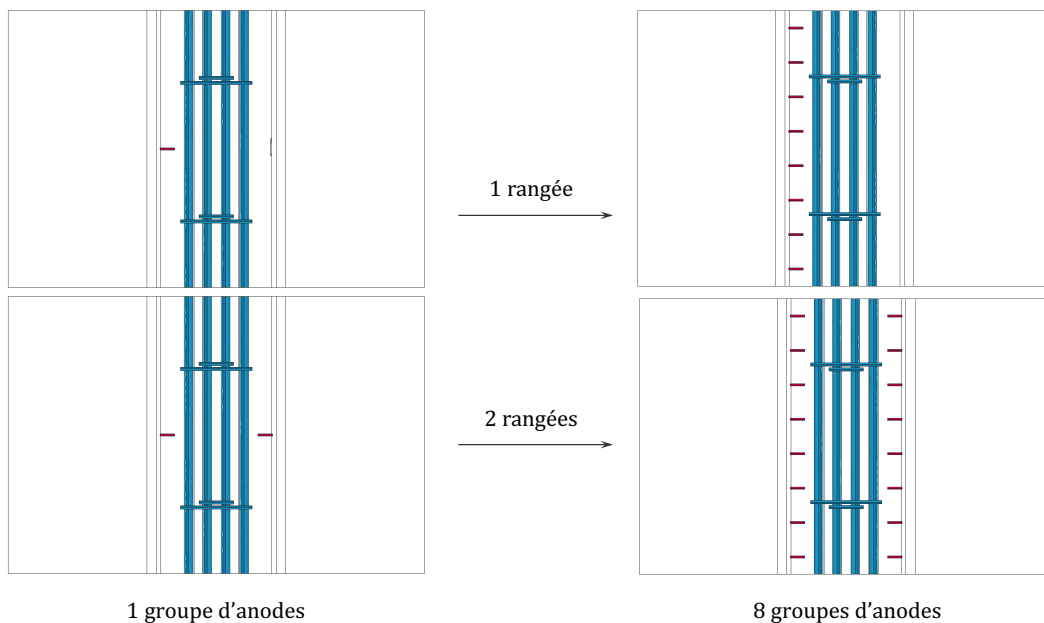 1 rangée
2 rangées
1 groupe d’anodes
8 groupes d’anodes